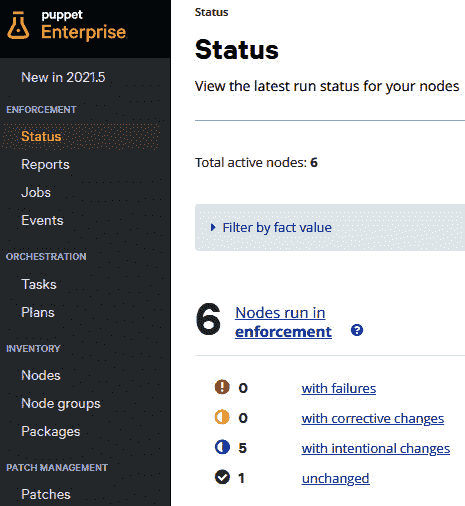 puppet
Enterprise
New in 2021.5
ENFORCEMENT
Status
Reports
Jobs
Events
ORCHESTRATION
Tasks
Plans
INVENTORY
Nodes
Node groups
Packages
PATCH MANAGEMENT
Patches
Status
Status
View the latest run status for your nodes
Total active nodes: 6
Filter by fact value
6 Nodes run in
enforcement ?
! 0 with failures
0 with corrective changes
5 with intentional changes
1 unchanged